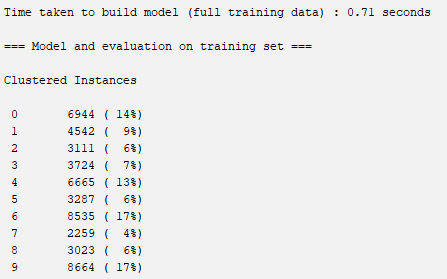 Time taken to build model (full training data) : 0.71 seconds
=== Model and evaluation on training set ===
Clustered Instances
0 6944 ( 14%)
1 4542 ( 9%)
2 3111 ( 6%)
3 3724 ( 7%)
4 6665 ( 13%)
5 3287 ( 6%)
6 8535 ( 17%)
7 2259 ( 4%)
8 3023 ( 6%)
9 8664 ( 17%)